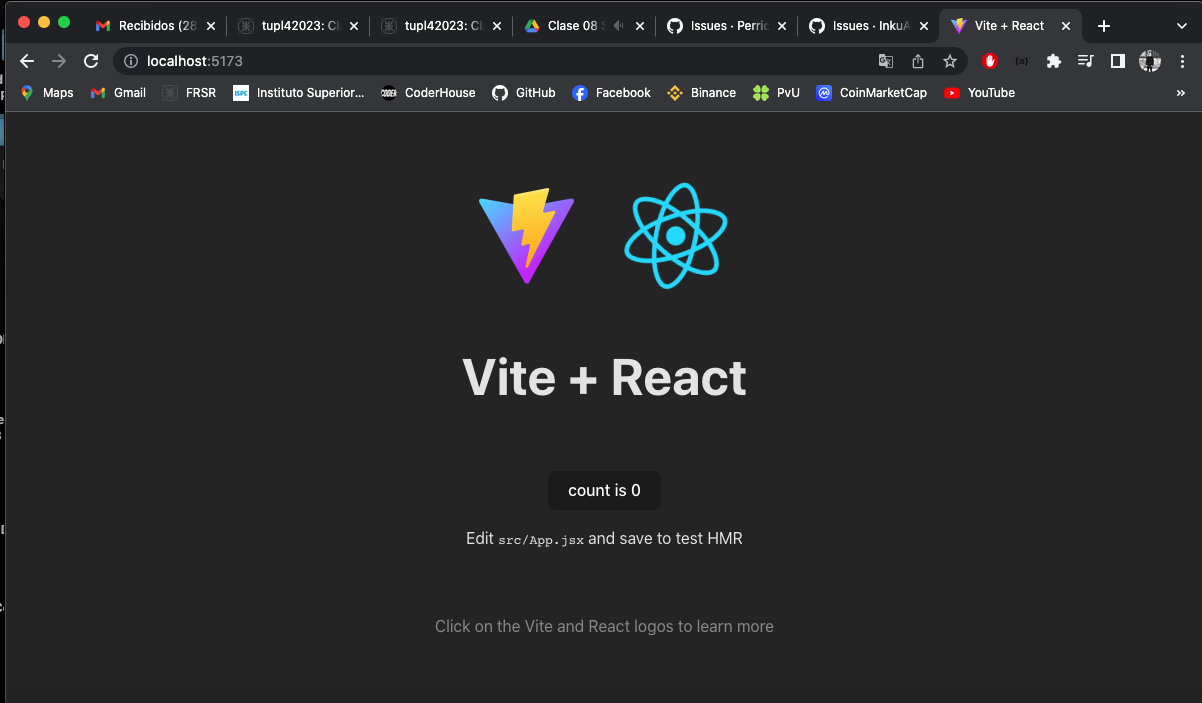 Recibidos (28
tupl42023: Cl
tupl42023: Cl
Clase 08 S
Issues · Perric
Issues · InkuA
Vite + React
localhost:5173
Maps
Gmail
FRSR
ISPC
Instituto Superior...
CODER
CoderHouse
GitHub
Facebook
Binance
PvU
CoinMarketCap
YouTube
»
Vite + React
count is 0
Edit src/App.jsx and save to test HMR
Click on the Vite and React logos to learn more